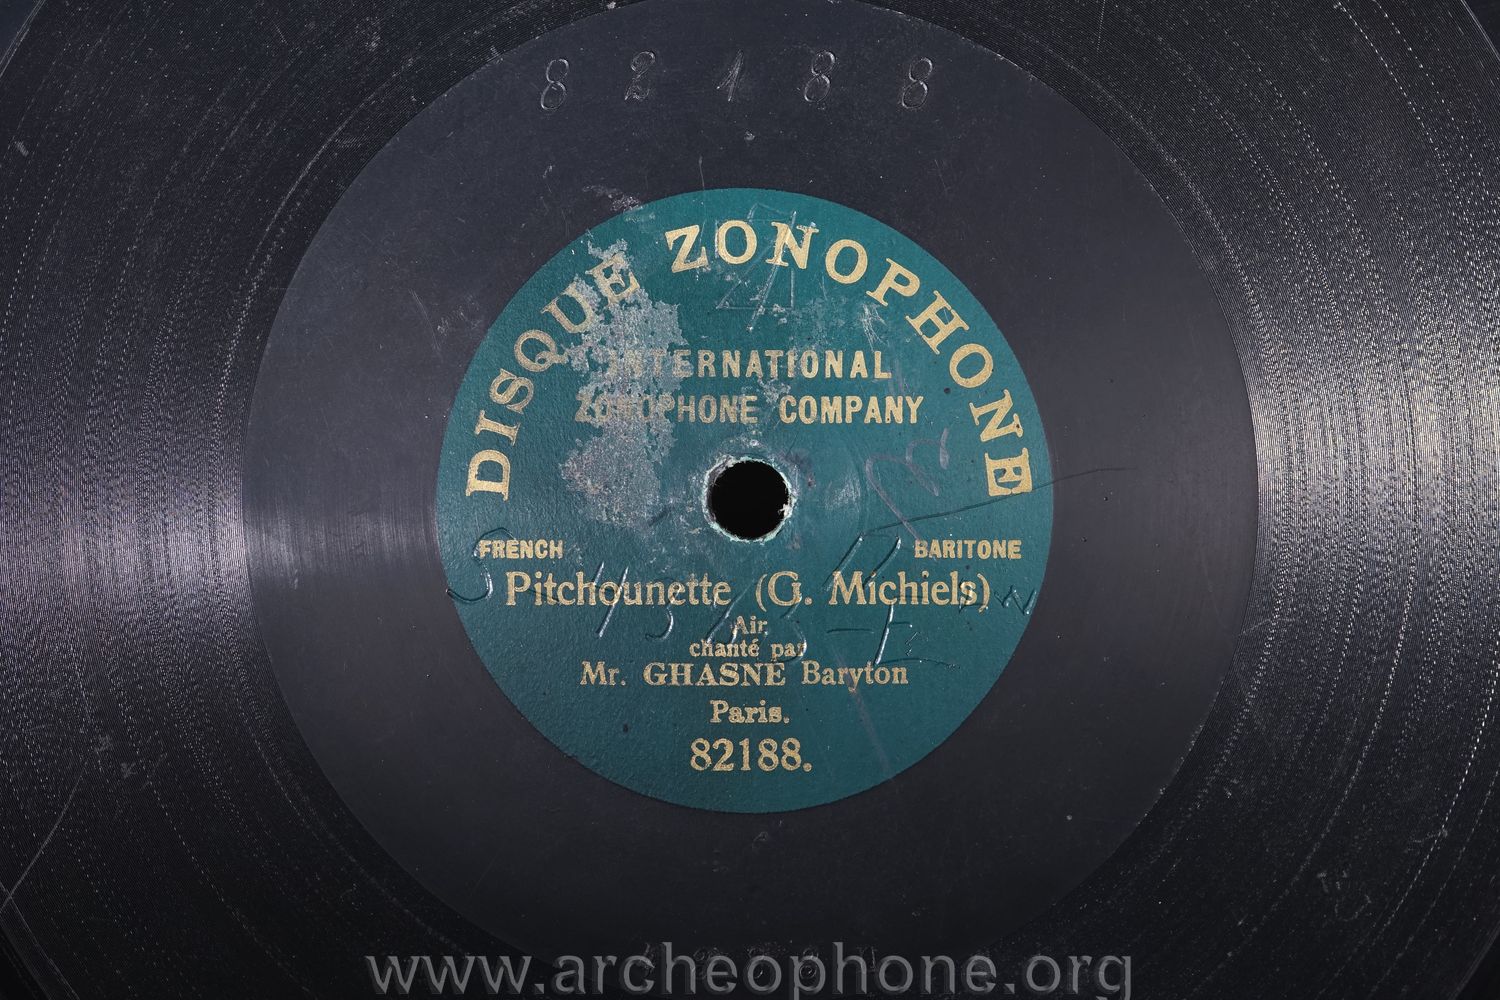 82188
DISQUE ZONOPHONE
INTERNATIONAL
ZONOPHONE COMPANY
FRENCH BARITONE
Pitchounette (G. Michiels)
Air,
chanté par
Mr. GHASNE Baryton
Paris.
82188.
www.archeophone.org